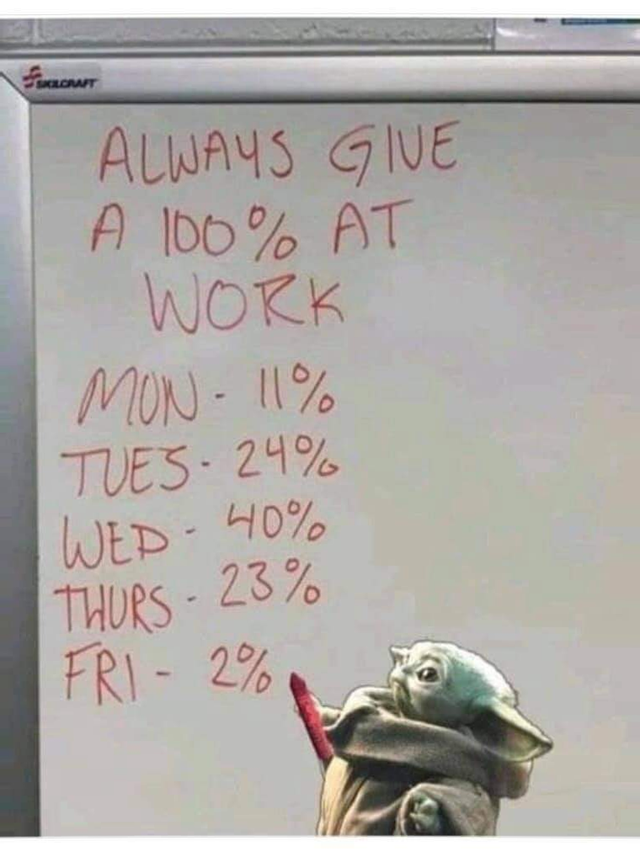 SKILCRAFT
ALWAYS GIVE
A 100% AT
WORK
MON - 11%
TUES - 24%
WED - 40%
THURS - 23%
FRI - 2%